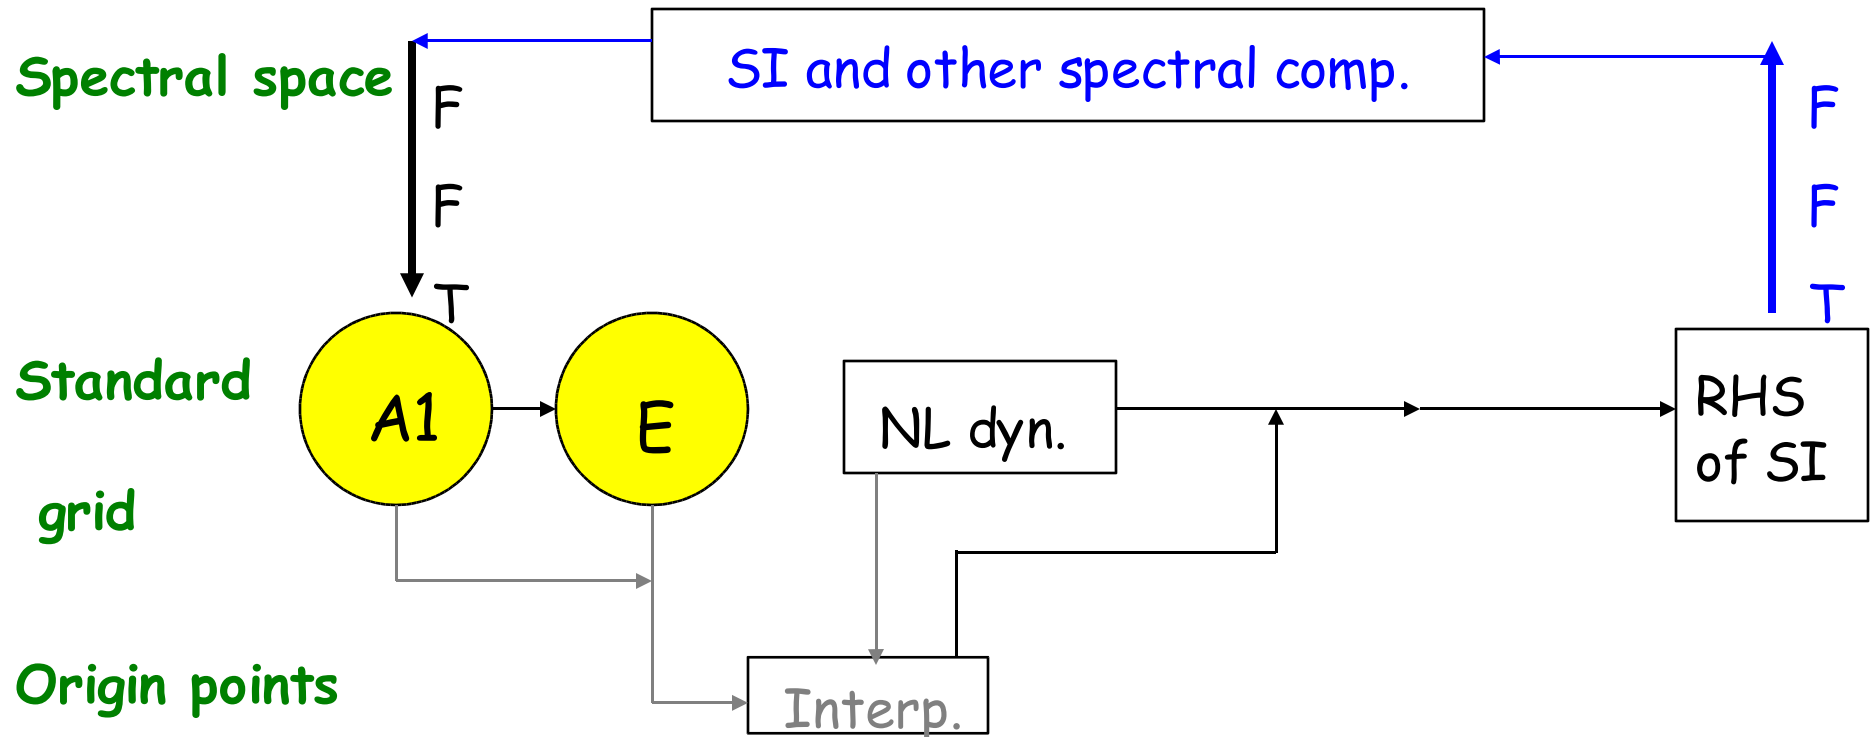 SI and other spectral comp.
Spectral space
F
F
T
F
F
T
Standard
grid
A1
E
NL dyn.
RHS
of SI
Origin points
Interp.